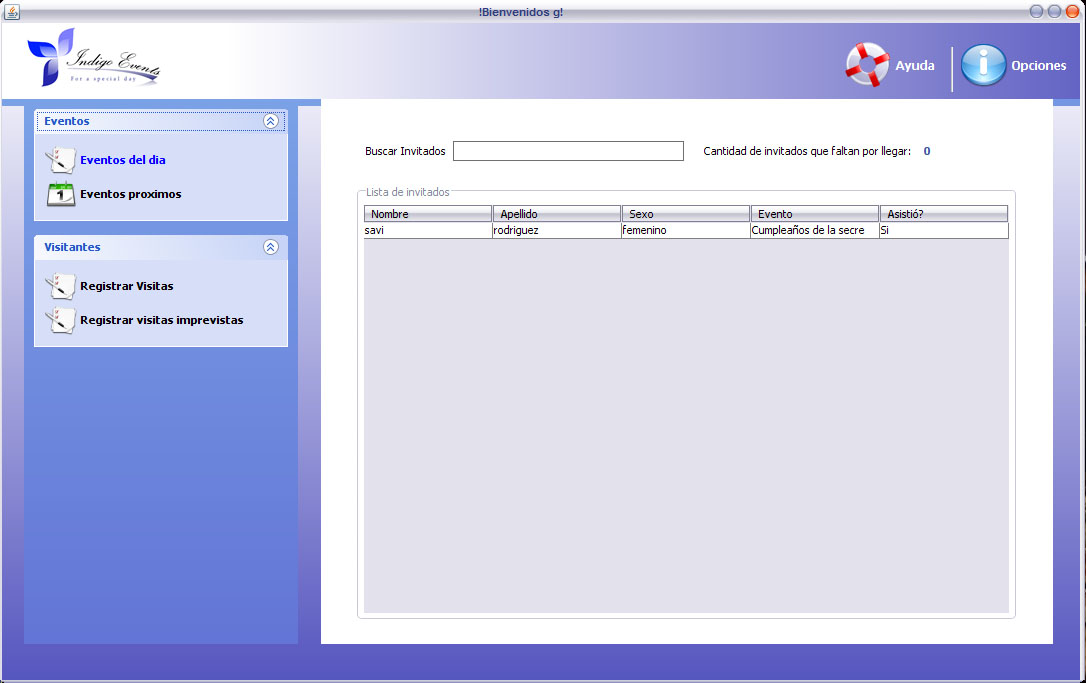 !Bienvenidos g!
Indigo Events
For a special day
Ayuda
Opciones
Eventos
Eventos del dia
1
Eventos proximos
Visitantes
Registrar Visitas
Registrar visitas imprevistas
Buscar Invitados
Cantidad de invitados que faltan por llegar: 0
Lista de invitados
Nombre Apellido Sexo Evento Asistió?
savi rodriguez femenino Cumpleaños de la secre Si